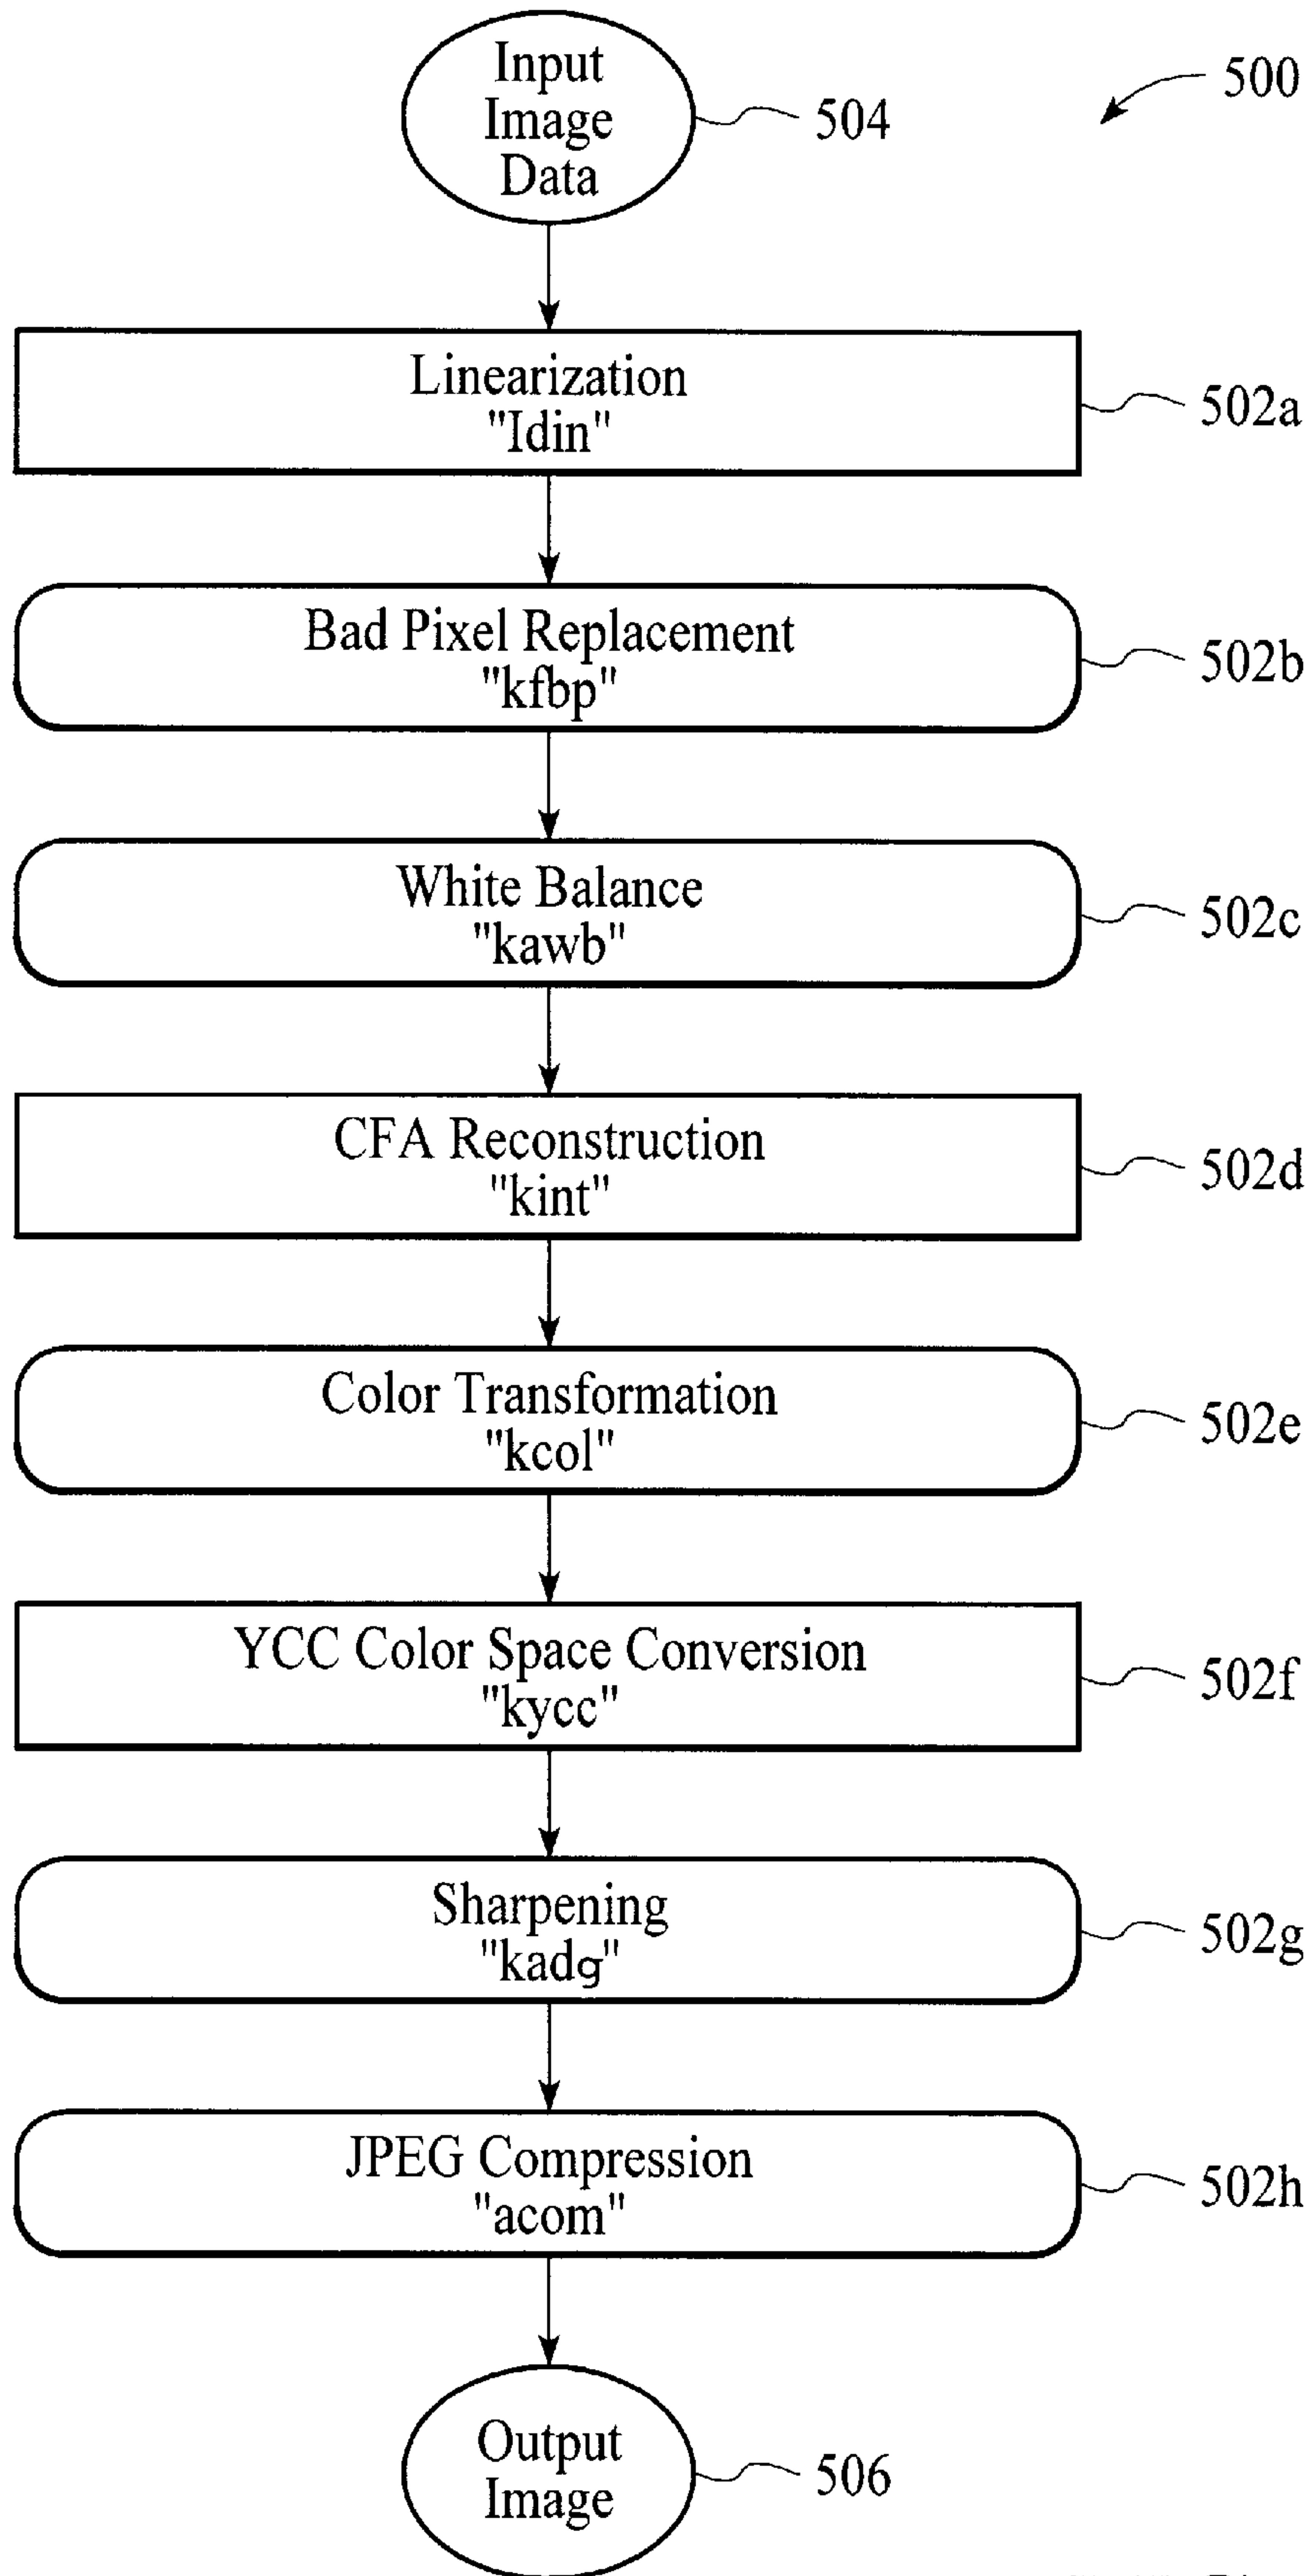 Input
Image
Data
504
500
Linearization
"Idin"
502a
Bad Pixel Replacement
"kfbp"
502b
White Balance
"kawb"
502c
CFA Reconstruction
"kint"
502d
Color Transformation
"kcol"
502e
YCC Color Space Conversion
"kycc"
502f
Sharpening
"kadg"
502g
JPEG Compression
"acom"
502h
Output
Image
506